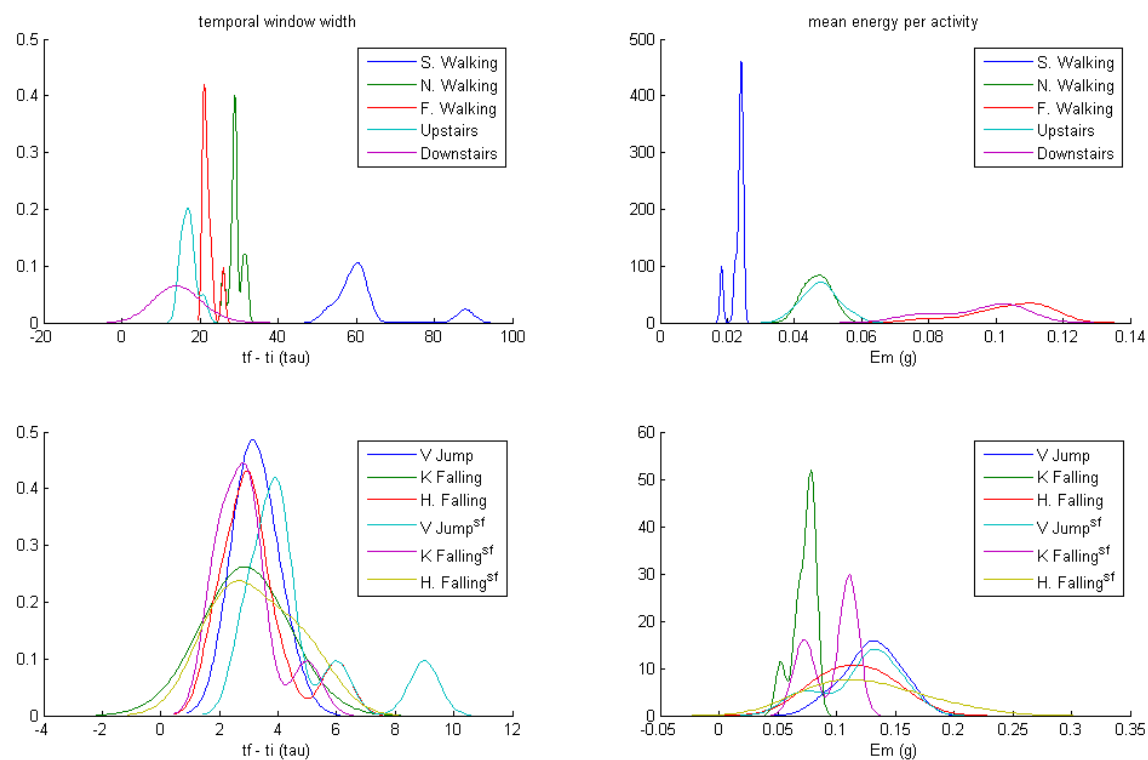 temporal window width
0.5
0.4
0.3
0.2
0.1
0
-20
0
20
40
60
80
100
tf - ti (tau)
S. Walking
N. Walking
F. Walking
Upstairs
Downstairs
mean energy per activity
500
400
300
200
100
0
0
0.02
0.04
0.06
0.08
0.1
0.12
0.14
Em (g)
S. Walking
N. Walking
F. Walking
Upstairs
Downstairs
0.5
0.4
0.3
0.2
0.1
0
-4
-2
0
2
4
6
8
10
12
tf - ti (tau)
V Jump
K Falling
H. Falling
V Jump^sf
K Falling^sf
H. Falling^sf
60
50
40
30
20
10
0
-0.05
0
0.05
0.1
0.15
0.2
0.25
0.3
0.35
Em (g)
V Jump
K Falling
H. Falling
V Jump^sf
K Falling^sf
H. Falling^sf